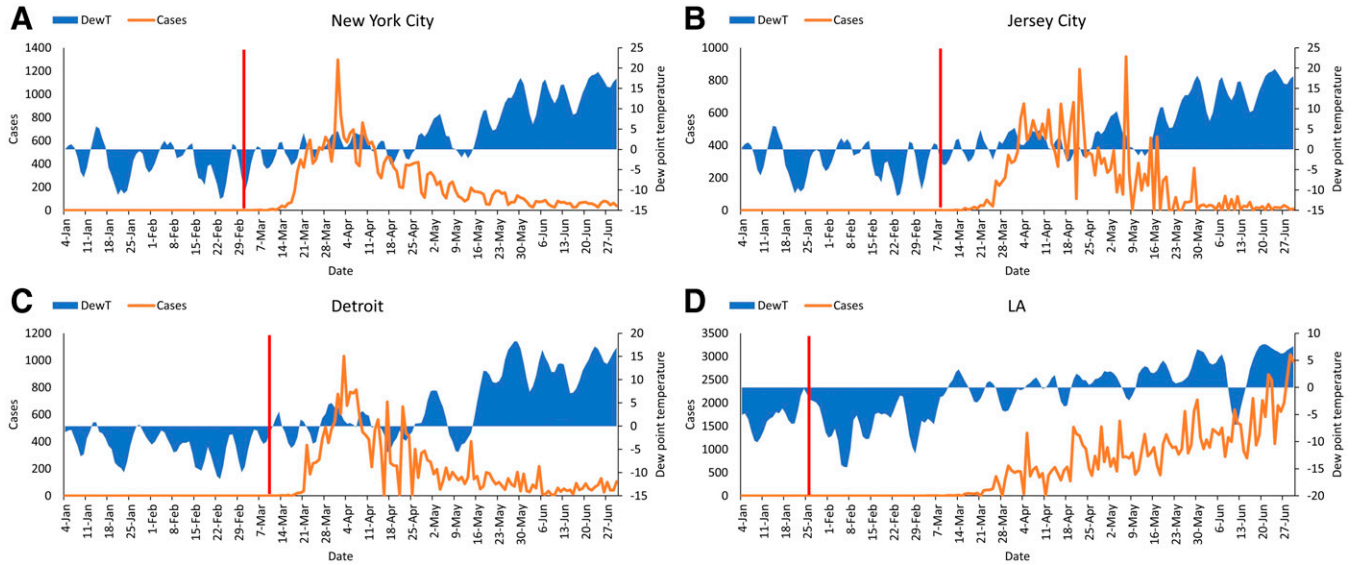 A
New York City
DewT
Cases
Cases
1400
1200
1000
800
600
400
200
0
25
20
15
10
5
0
-5
-10
-15
Dew point temperature
4-Jan
11-Jan
18-Jan
25-Jan
1-Feb
8-Feb
15-Feb
22-Feb
29-Feb
7-Mar
14-Mar
21-Mar
28-Mar
4-Apr
11-Apr
18-Apr
25-Apr
2-May
9-May
16-May
23-May
30-May
6-Jun
13-Jun
20-Jun
27-Jun
Date
B
Jersey City
DewT
Cases
Cases
1000
800
600
400
200
0
25
20
15
10
5
0
-5
-10
-15
Dew point temperature
4-Jan
11-Jan
18-Jan
25-Jan
1-Feb
8-Feb
15-Feb
22-Feb
29-Feb
7-Mar
14-Mar
21-Mar
28-Mar
4-Apr
11-Apr
18-Apr
25-Apr
2-May
9-May
16-May
23-May
30-May
6-Jun
13-Jun
20-Jun
27-Jun
Date
C
Detroit
DewT
Cases
Cases
1200
1000
800
600
400
200
0
20
15
10
5
0
-5
-10
-15
Dew point temperature
4-Jan
11-Jan
18-Jan
25-Jan
1-Feb
8-Feb
15-Feb
22-Feb
29-Feb
7-Mar
14-Mar
21-Mar
28-Mar
4-Apr
11-Apr
18-Apr
25-Apr
2-May
9-May
16-May
23-May
30-May
6-Jun
13-Jun
20-Jun
27-Jun
Date
D
LA
DewT
Cases
Cases
3500
3000
2500
2000
1500
1000
500
0
10
5
0
-5
-10
-15
-20
Dew point temperature
4-Jan
11-Jan
18-Jan
25-Jan
1-Feb
8-Feb
15-Feb
22-Feb
29-Feb
7-Mar
14-Mar
21-Mar
28-Mar
4-Apr
11-Apr
18-Apr
25-Apr
2-May
9-May
16-May
23-May
30-May
6-Jun
13-Jun
20-Jun
27-Jun
Date